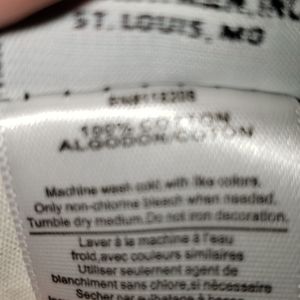 ST. LOUIS, MO
100% COTTON
ALGODON/COTON
Machine wash cold, with like colors.
Only non-chlorine bleach when needed.
Tumble dry medium. Do not iron decoration.
Laver à la machine à l'eau
froid, avec couleurs similaires
Utiliser seulement agent de
blanchiment sans chlore, si nécessaire
Sécher par